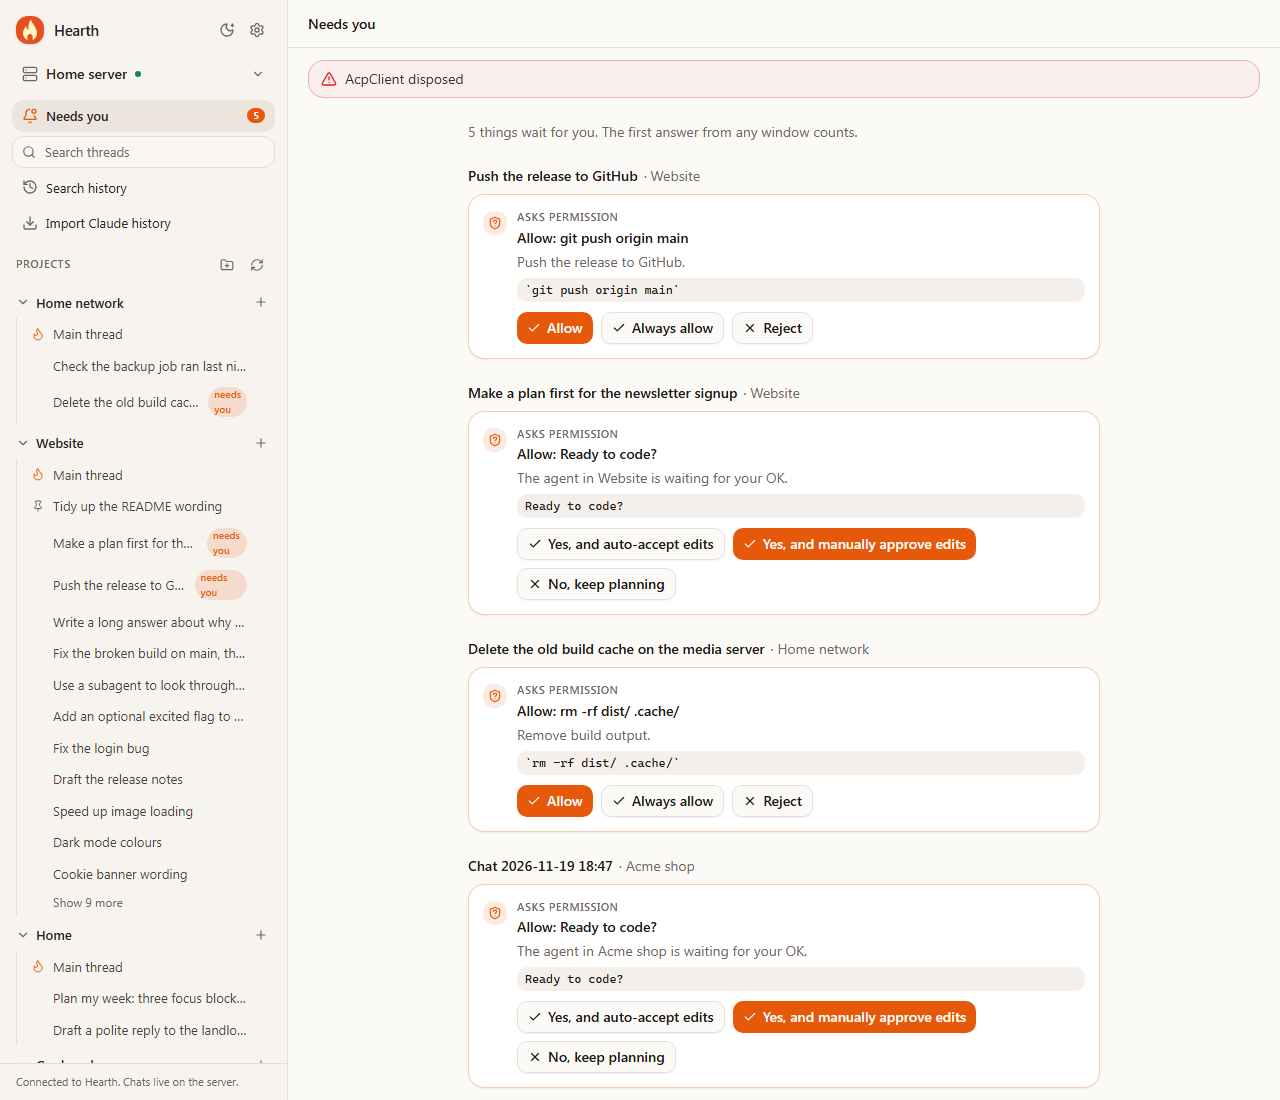 Hearth
Home server
Needs you
5
Search threads
Search history
Import Claude history
PROJECTS
Home network
Main thread
Check the backup job ran last ni...
Delete the old build cac...
needs
you
Website
Main thread
Tidy up the README wording
Make a plan first for th...
needs
you
Push the release to G...
needs
you
Write a long answer about why ...
Fix the broken build on main, th...
Use a subagent to look through...
Add an optional excited flag to ...
Fix the login bug
Draft the release notes
Speed up image loading
Dark mode colours
Cookie banner wording
Show 9 more
Home
Main thread
Plan my week: three focus block...
Draft a polite reply to the landlo...
Connected to Hearth. Chats live on the server.
Needs you
AcpClient disposed
5 things wait for you. The first answer from any window counts.
Push the release to GitHub · Website
ASKS PERMISSION
Allow: git push origin main
Push the release to GitHub.
`git push origin main`
Allow
Always allow
Reject
Make a plan first for the newsletter signup · Website
ASKS PERMISSION
Allow: Ready to code?
The agent in Website is waiting for your OK.
Ready to code?
Yes, and auto-accept edits
Yes, and manually approve edits
No, keep planning
Delete the old build cache on the media server · Home network
ASKS PERMISSION
Allow: rm -rf dist/ .cache/
Remove build output.
`rm -rf dist/ .cache/`
Allow
Always allow
Reject
Chat 2026-11-19 18:47 · Acme shop
ASKS PERMISSION
Allow: Ready to code?
The agent in Acme shop is waiting for your OK.
Ready to code?
Yes, and auto-accept edits
Yes, and manually approve edits
No, keep planning